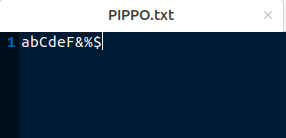 PIPPO.txt
×
1 abCdeF&%$